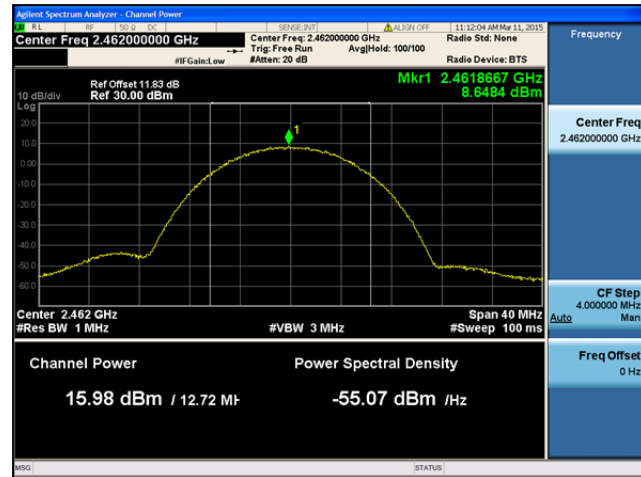 Agilent Spectrum Analyzer - Channel Power
RL RF 50 Ω DC SENSE:INT ALIGN OFF 11:12:04 AM Mar 11, 2015
Center Freq 2.462000000 GHz Center Freq: 2.462000000 GHz Radio Std: None Frequency
Trig: Free Run Avg|Hold: 100/100
#IFGain:Low #Atten: 20 dB Radio Device: BTS
Mkr1 2.4618667 GHz
Ref Offset 11.83 dB
10 dB/div Ref 30.00 dBm 8.6484 dBm
Log
20.0
1
10.0
0.00
-10.0
-20.0
-30.0
-40.0
-50.0
-60.0
Center Freq
2.462000000 GHz
Center 2.462 GHz Span 40 MHz
#Res BW 1 MHz #VBW 3 MHz #Sweep 100 ms
CF Step
4.000000 MHz
Auto Man
Channel Power Power Spectral Density
15.98 dBm / 12.72 MH -55.07 dBm /Hz
Freq Offset
0 Hz
MSG STATUS